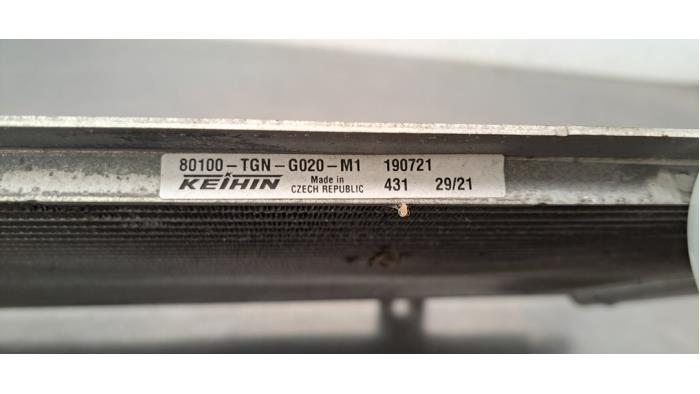 80100-TGN-G020-M1 190721
KEIHIN Made in CZECH REPUBLIC 431 29/21